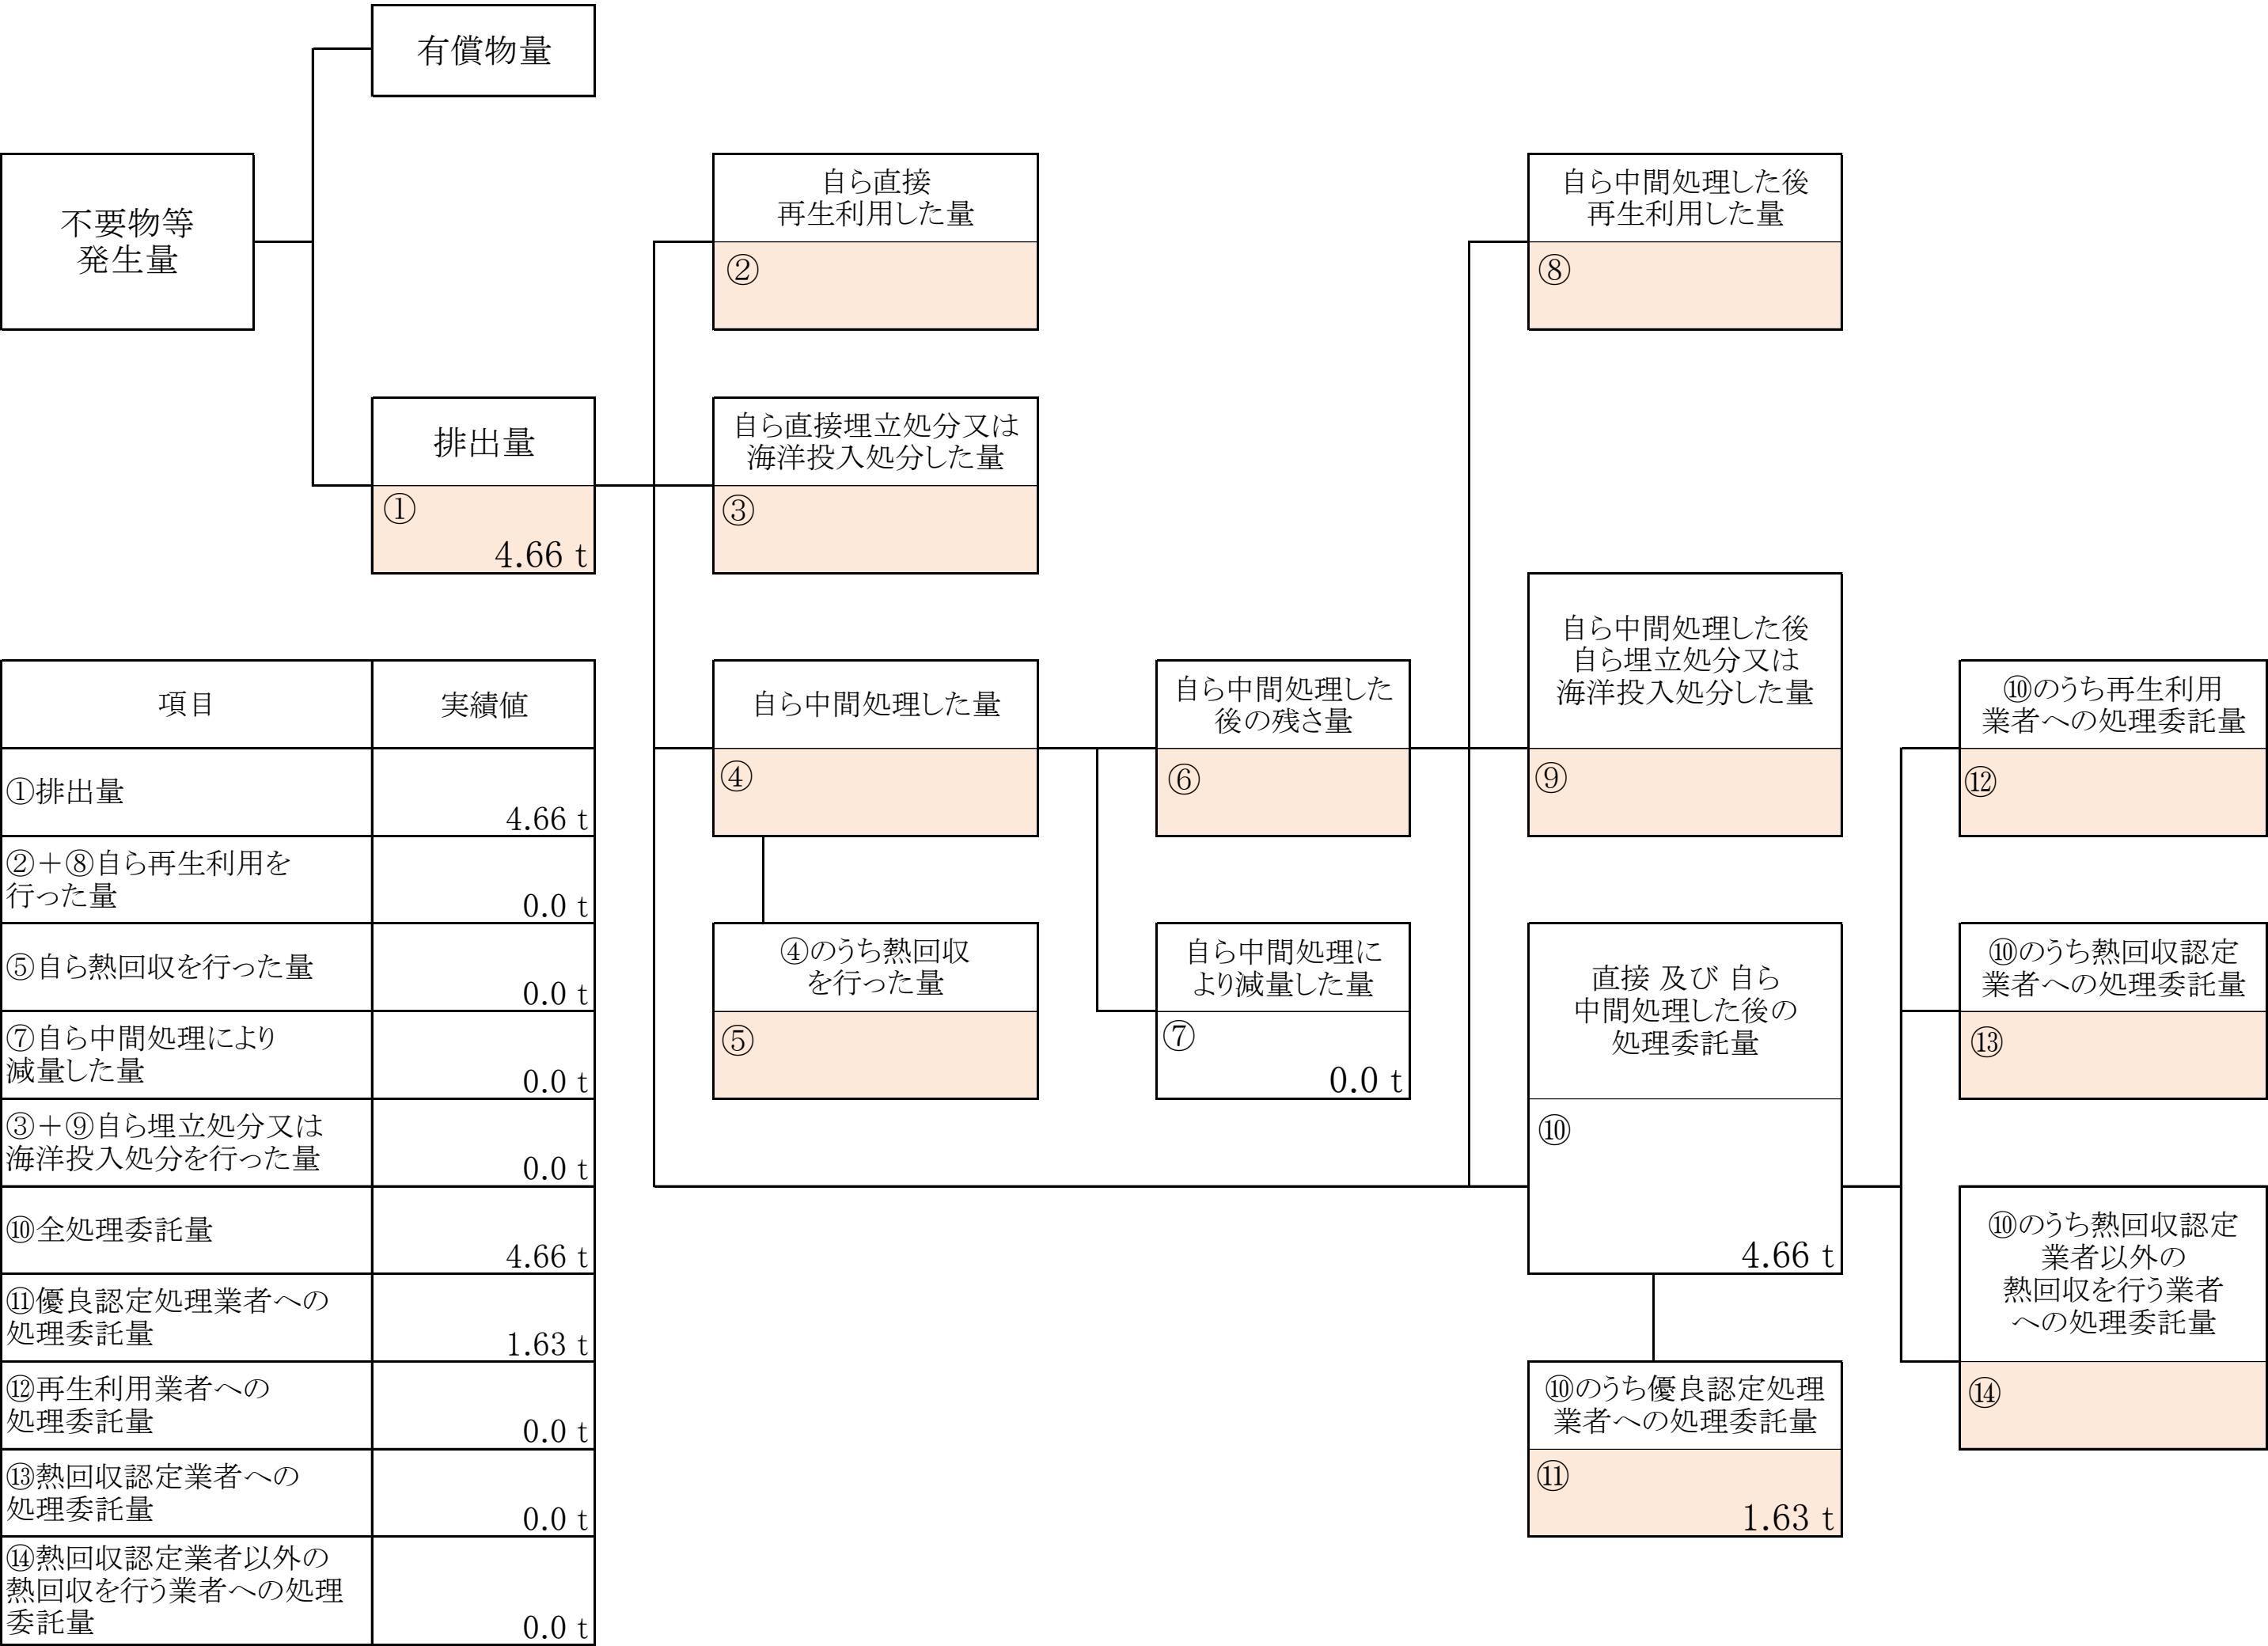 有償物量
不要物等
発生量
排出量
①
4.66 t
自ら直接
再生利用した量
②
自ら直接埋立処分又は
海洋投入処分した量
③
自ら中間処理した量
④
④のうち熱回収
を行った量
⑤
自ら中間処理した
後の残さ量
⑥
自ら中間処理に
より減量した量
⑦
0.0 t
自ら中間処理した後
再生利用した量
⑧
自ら中間処理した後
自ら埋立処分又は
海洋投入処分した量
⑨
直接 及び 自ら
中間処理した後の
処理委託量
⑩
4.66 t
⑩のうち優良認定処理
業者への処理委託量
⑪
1.63 t
⑩のうち再生利用
業者への処理委託量
⑫
⑩のうち熱回収認定
業者への処理委託量
⑬
⑩のうち熱回収認定
業者以外の
熱回収を行う業者
への処理委託量
⑭
項目
実績値
①排出量
4.66 t
②＋⑧自ら再生利用を
行った量
0.0 t
⑤自ら熱回収を行った量
0.0 t
⑦自ら中間処理により
減量した量
0.0 t
③＋⑨自ら埋立処分又は
海洋投入処分を行った量
0.0 t
⑩全処理委託量
4.66 t
⑪優良認定処理業者への
処理委託量
1.63 t
⑫再生利用業者への
処理委託量
0.0 t
⑬熱回収認定業者への
処理委託量
0.0 t
⑭熱回収認定業者以外の
熱回収を行う業者への処理
委託量
0.0 t